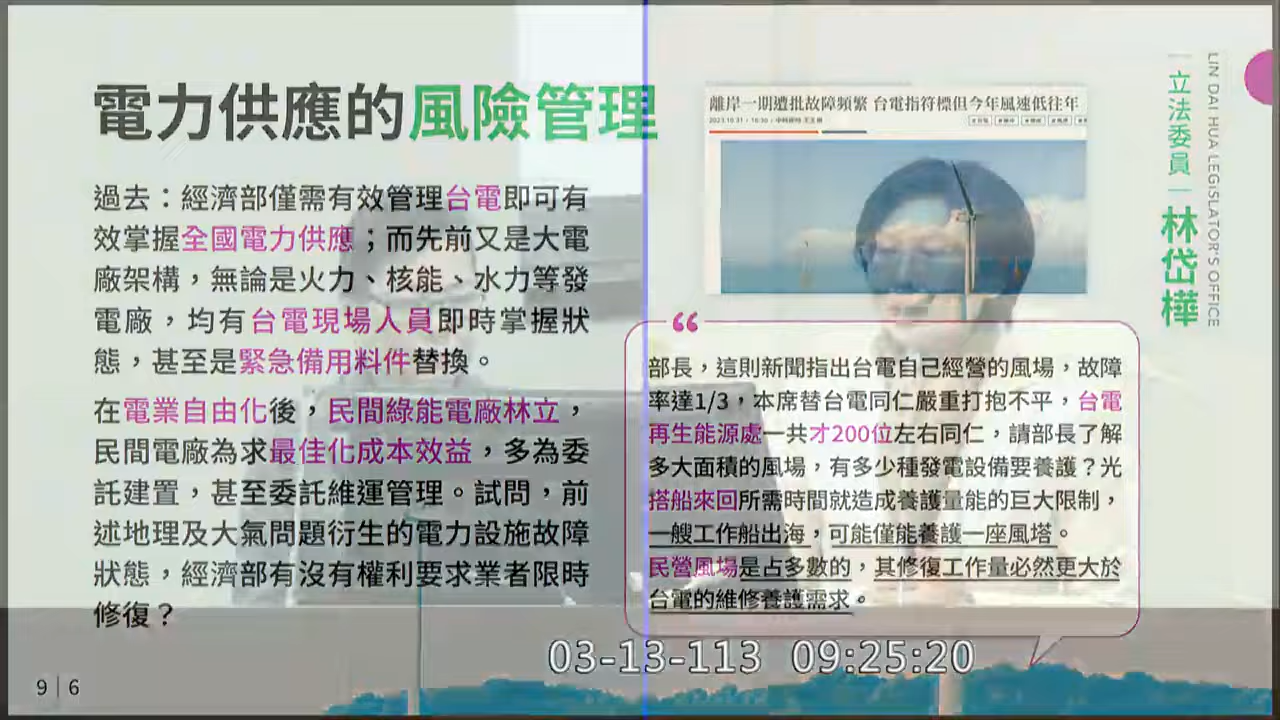 電力供應的風險管理
過去：經濟部僅需有效管理台電即可有
效掌握全國電力供應；而先前又是大電
廠架構，無論是火力、核能、水力等發
電廠，均有台電現場人員即時掌握狀
態，甚至是緊急備用料件替換。
在電業自由化後，民間綠能電廠林立，
民間電廠為求最佳化成本效益，多為委
託建置，甚至委託維運管理。試問，前
述地理及大氣問題衍生的電力設施故障
狀態，經濟部有沒有權利要求業者限時
修復？
離岸一期遭批故障頻繁 台電指符標但今年風速低往年
部長，這則新聞指出台電自己經營的風場，故障
率達1/3，本席替台電同仁嚴重打抱不平，台電
再生能源處一共才200位左右同仁，請部長了解
多大面積的風場，有多少種發電設備要養護？光
搭船來回所需時間就造成養護量能的巨大限制，
一艘工作船出海，可能僅能養護一座風塔。
民營風場是占多數的，其修復工作量必然更大於
台電的維修養護需求。
立法委員｜林岱樺
LIN DAI HUA LEGISLATOR'S OFFICE
03-13-113 09:25:20
9|6